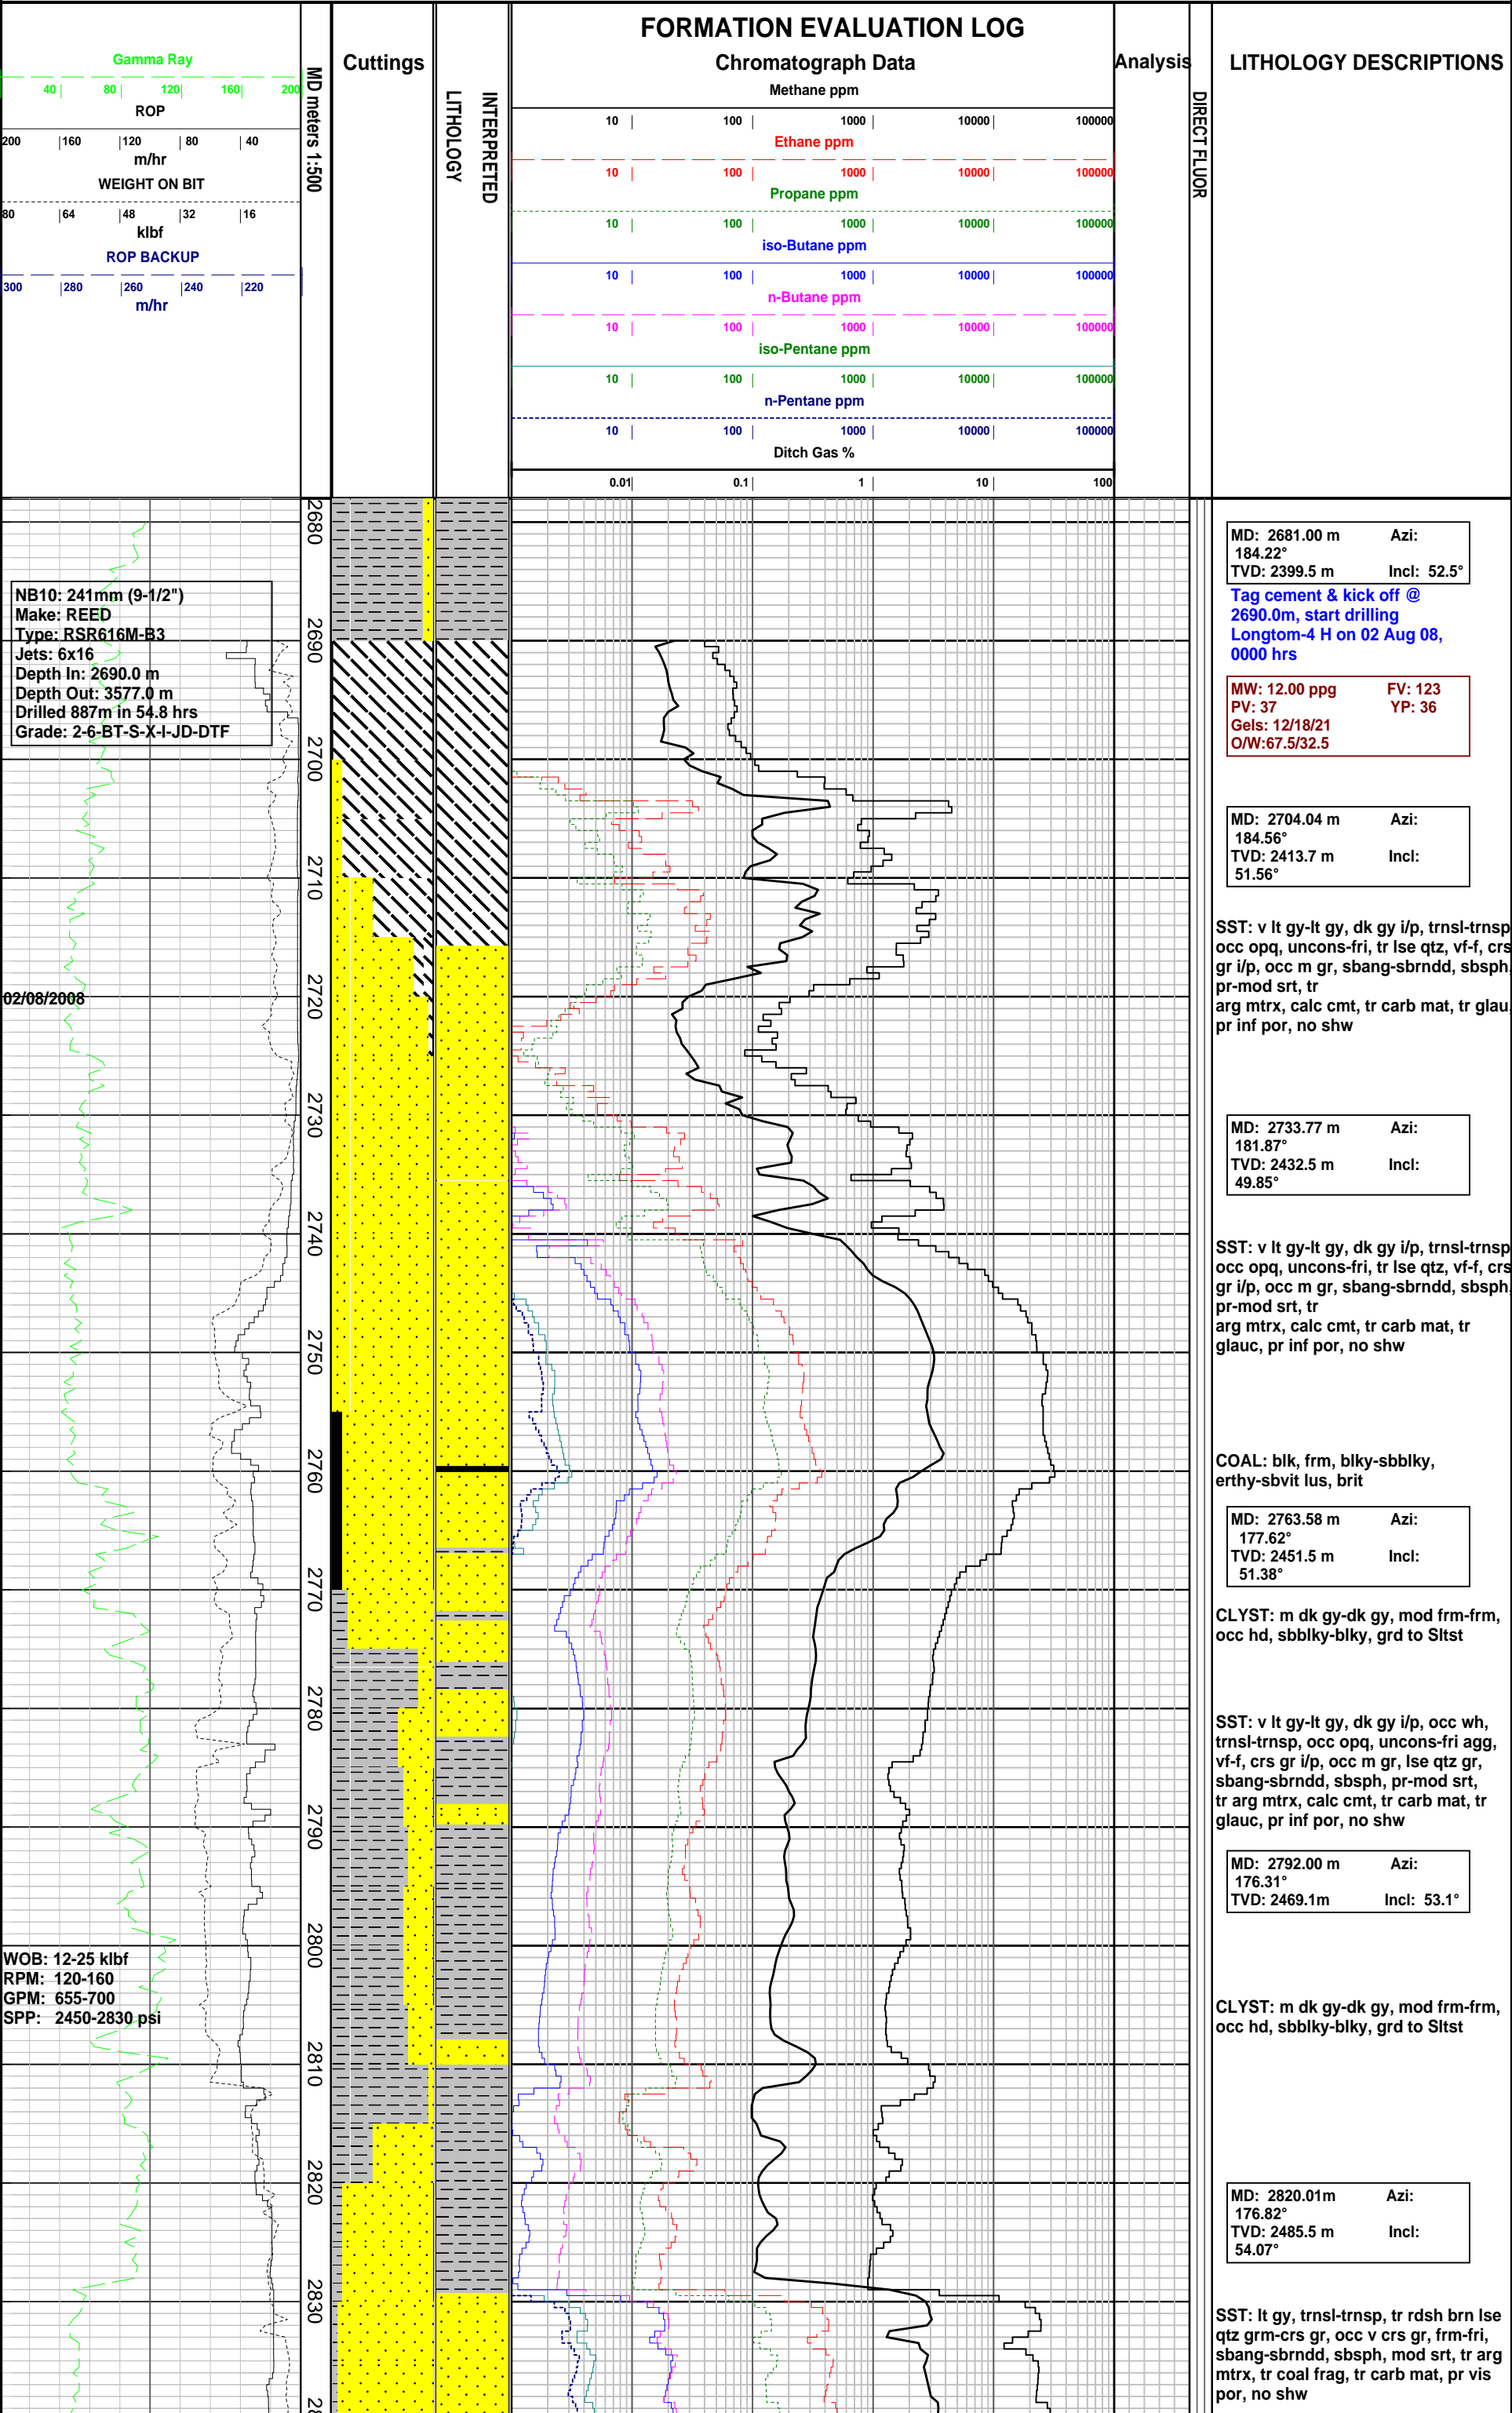 FORMATION EVALUATION LOG
Gamma Ray
40 80 120 160 200
ROP
200 160 120 80 40
m/hr
WEIGHT ON BIT
80 64 48 32 16
klbf
ROP BACKUP
300 280 260 240 220
m/hr
MD meters 1:500
Cuttings
INTERPRETED
LITHOLOGY
Chromatograph Data
Methane ppm
10 100 1000 10000 100000
Ethane ppm
10 100 1000 10000 100000
Propane ppm
10 100 1000 10000 100000
iso-Butane ppm
10 100 1000 10000 100000
n-Butane ppm
10 100 1000 10000 100000
iso-Pentane ppm
10 100 1000 10000 100000
n-Pentane ppm
10 100 1000 10000 100000
Ditch Gas %
0.01 0.1 1 10 100
Analysis
DIRECT FLUOR
LITHOLOGY DESCRIPTIONS
NB10: 241mm (9-1/2")
Make: REED
Type: RSR616M-B3
Jets: 6x16
Depth In: 2690.0 m
Depth Out: 3577.0 m
Drilled 887m in 54.8 hrs
Grade: 2-6-BT-S-X-I-JD-DTF
02/08/2008
WOB: 12-25 klbf
RPM: 120-160
GPM: 655-700
SPP: 2450-2830 psi
2680
2690
2700
2710
2720
2730
2740
2750
2760
2770
2780
2790
2800
2810
2820
2830
MD: 2681.00 m Azi:
184.22°
TVD: 2399.5 m Incl: 52.5°
Tag cement & kick off @
2690.0m, start drilling
Longtom-4 H on 02 Aug 08,
0000 hrs
MW: 12.00 ppg FV: 123
PV: 37 YP: 36
Gels: 12/18/21
O/W:67.5/32.5
MD: 2704.04 m Azi:
184.56°
TVD: 2413.7 m Incl:
51.56°
SST: v lt gy-lt gy, dk gy i/p, trnsl-trnsp,
occ opq, uncons-fri, tr lse qtz, vf-f, crs
gr i/p, occ m gr, sbang-sbrndd, sbsph,
pr-mod srt, tr
arg mtrx, calc cmt, tr carb mat, tr glau,
pr inf por, no shw
MD: 2733.77 m Azi:
181.87°
TVD: 2432.5 m Incl:
49.85°
SST: v lt gy-lt gy, dk gy i/p, trnsl-trnsp,
occ opq, uncons-fri, tr lse qtz, vf-f, crs
gr i/p, occ m gr, sbang-sbrndd, sbsph,
pr-mod srt, tr
arg mtrx, calc cmt, tr carb mat, tr
glauc, pr inf por, no shw
COAL: blk, frm, blky-sbblky,
erthy-sbvit lus, brit
MD: 2763.58 m Azi:
177.62°
TVD: 2451.5 m Incl:
51.38°
CLYST: m dk gy-dk gy, mod frm-frm,
occ hd, sbblky-blky, grd to Sltst
SST: v lt gy-lt gy, dk gy i/p, occ wh,
trnsl-trnsp, occ opq, uncons-fri agg,
vf-f, crs gr i/p, occ m gr, lse qtz gr,
sbang-sbrndd, sbsph, pr-mod srt,
tr arg mtrx, calc cmt, tr carb mat, tr
glauc, pr inf por, no shw
MD: 2792.00 m Azi:
176.31°
TVD: 2469.1m Incl: 53.1°
CLYST: m dk gy-dk gy, mod frm-frm,
occ hd, sbblky-blky, grd to Sltst
MD: 2820.01m Azi:
176.82°
TVD: 2485.5 m Incl:
54.07°
SST: lt gy, trnsl-trnsp, tr rdsh brn lse
qtz grm-crs gr, occ v crs gr, frm-fri,
sbang-sbrndd, sbsph, mod srt, tr arg
mtrx, tr coal frag, tr carb mat, pr vis
por, no shw